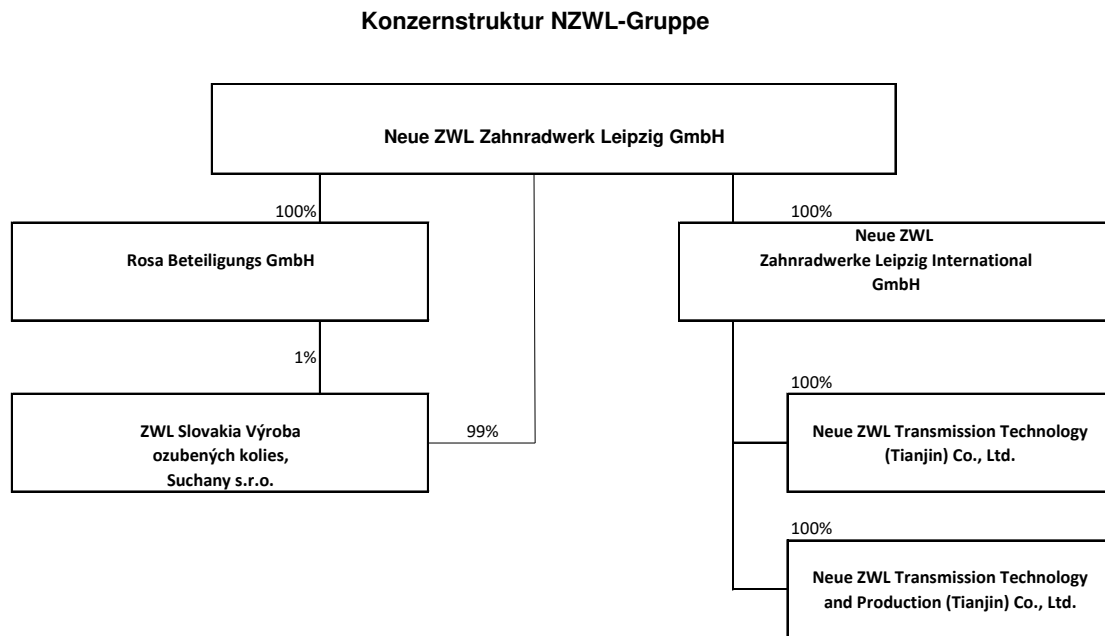 Konzernstruktur NZWL-Gruppe
Neue ZWL Zahnradwerk Leipzig GmbH
100%
100%
Rosa Beteiligungs GmbH
Neue ZWL
Zahnradwerke Leipzig International
GmbH
1%
100%
ZWL Slovakia Výroba
ozubených kolies,
Suchany s.r.o.
99%
Neue ZWL Transmission Technology
(Tianjin) Co., Ltd.
100%
Neue ZWL Transmission Technology
and Production (Tianjin) Co., Ltd.